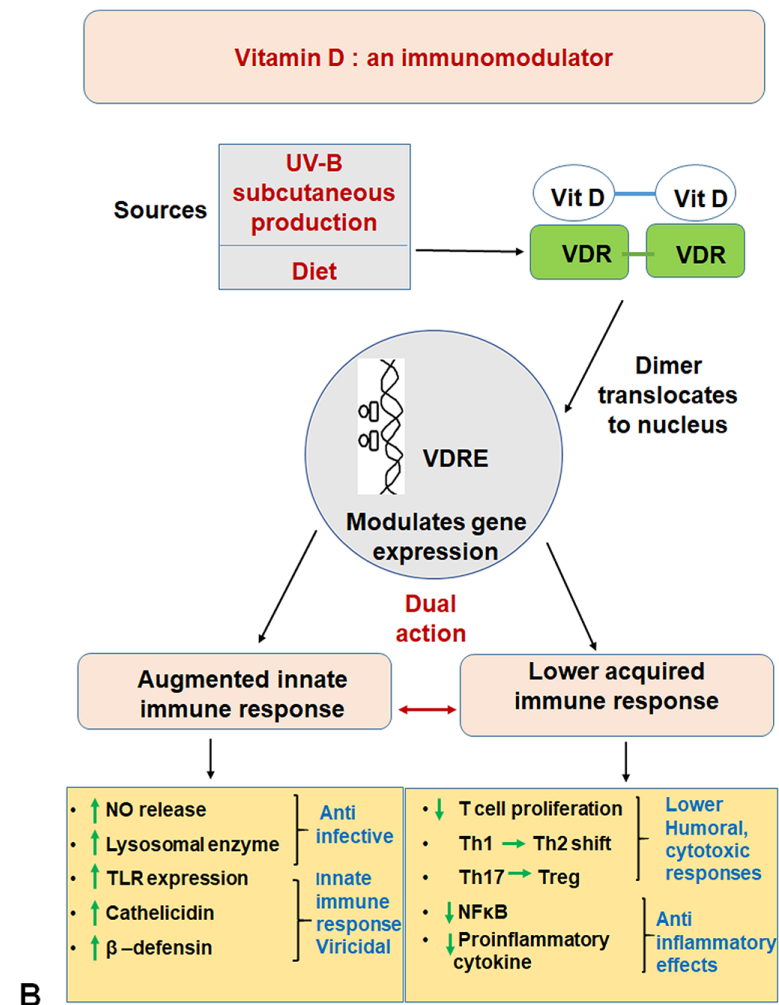 Vitamin D : an immunomodulator
Sources
UV-B
subcutaneous
production
Diet
Vit D
Vit D
VDR
VDR
Dimer
translocates
to nucleus
VDRE
Modulates gene
expression
Dual
action
Augmented innate
immune response
Lower acquired
immune response
• ↑ NO release
• ↑ Lysosomal enzyme
Anti
infective
• ↑ TLR expression
• ↑ Cathelicidin
• ↑ β –defensin
Innate
immune
response
Viricidal
• ↓ T cell proliferation
• Th1 → Th2 shift
• Th17 → Treg
Lower
Humoral,
cytotoxic
responses
• ↓ NFκB
• ↓ Proinflammatory
cytokine
Anti
inflammatory
effects
B